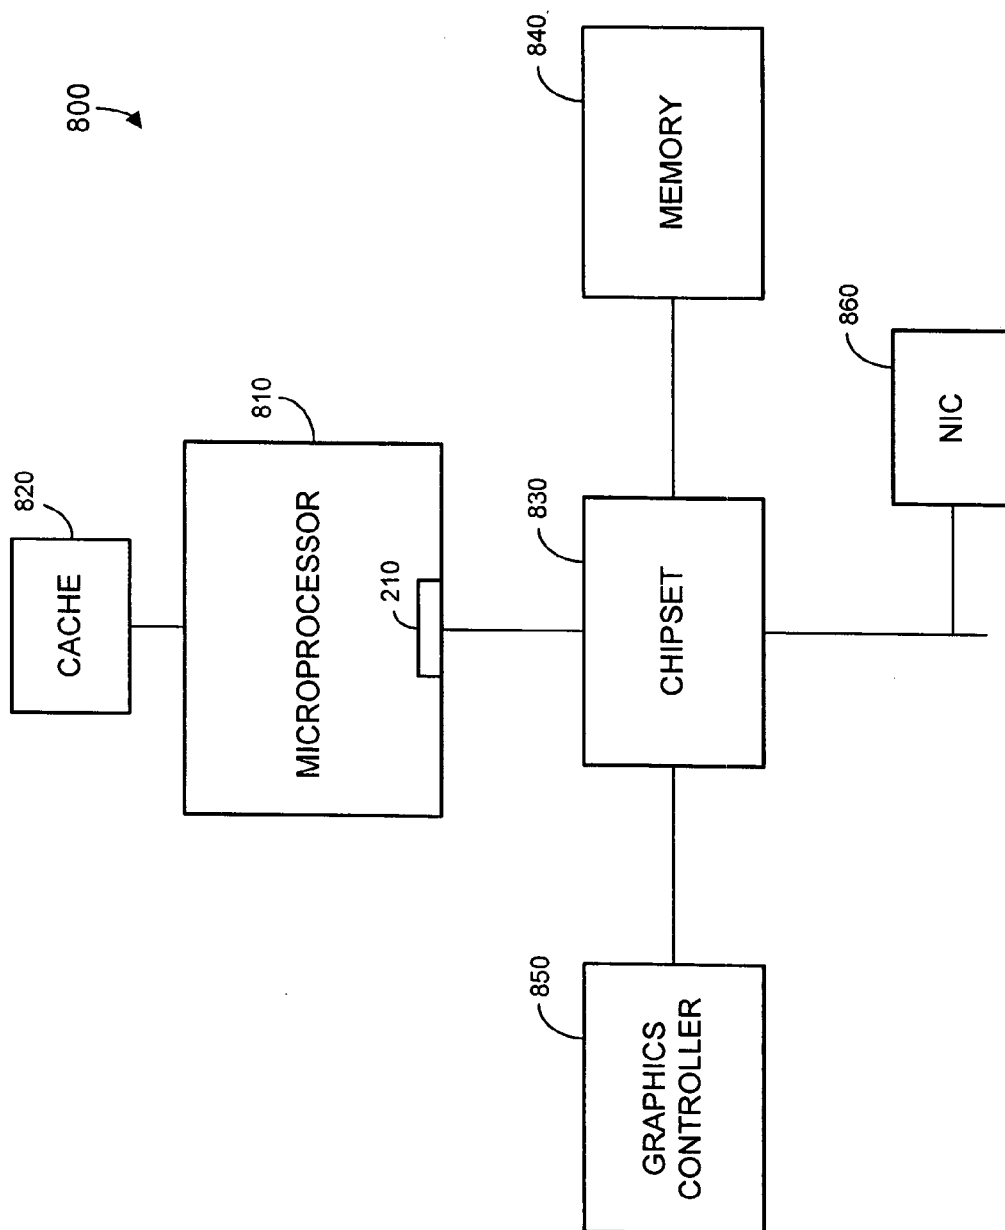 800
820
CACHE
810
MICROPROCESSOR
210
830
CHIPSET
840
MEMORY
850
GRAPHICS
CONTROLLER
860
NIC